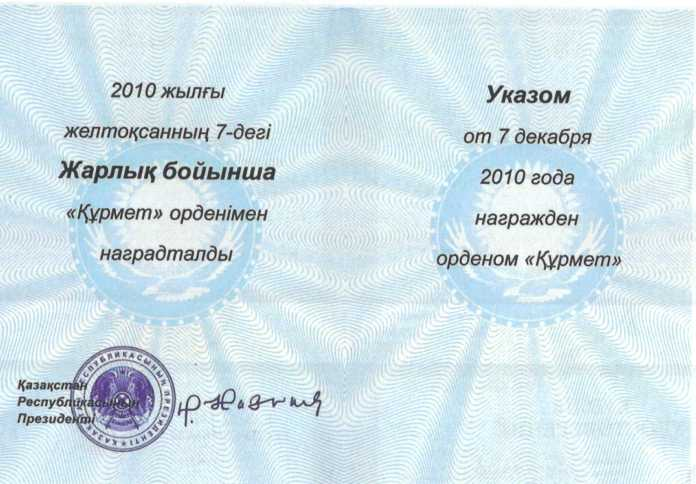 2010 жылғы
желтоқсанның 7-дегі
Жарлық бойынша
«Құрмет» орденімен
наградталды
Қазақстан
Республикасының
Президенті
Указом
от 7 декабря
2010 года
награжден
орденом «Құрмет»